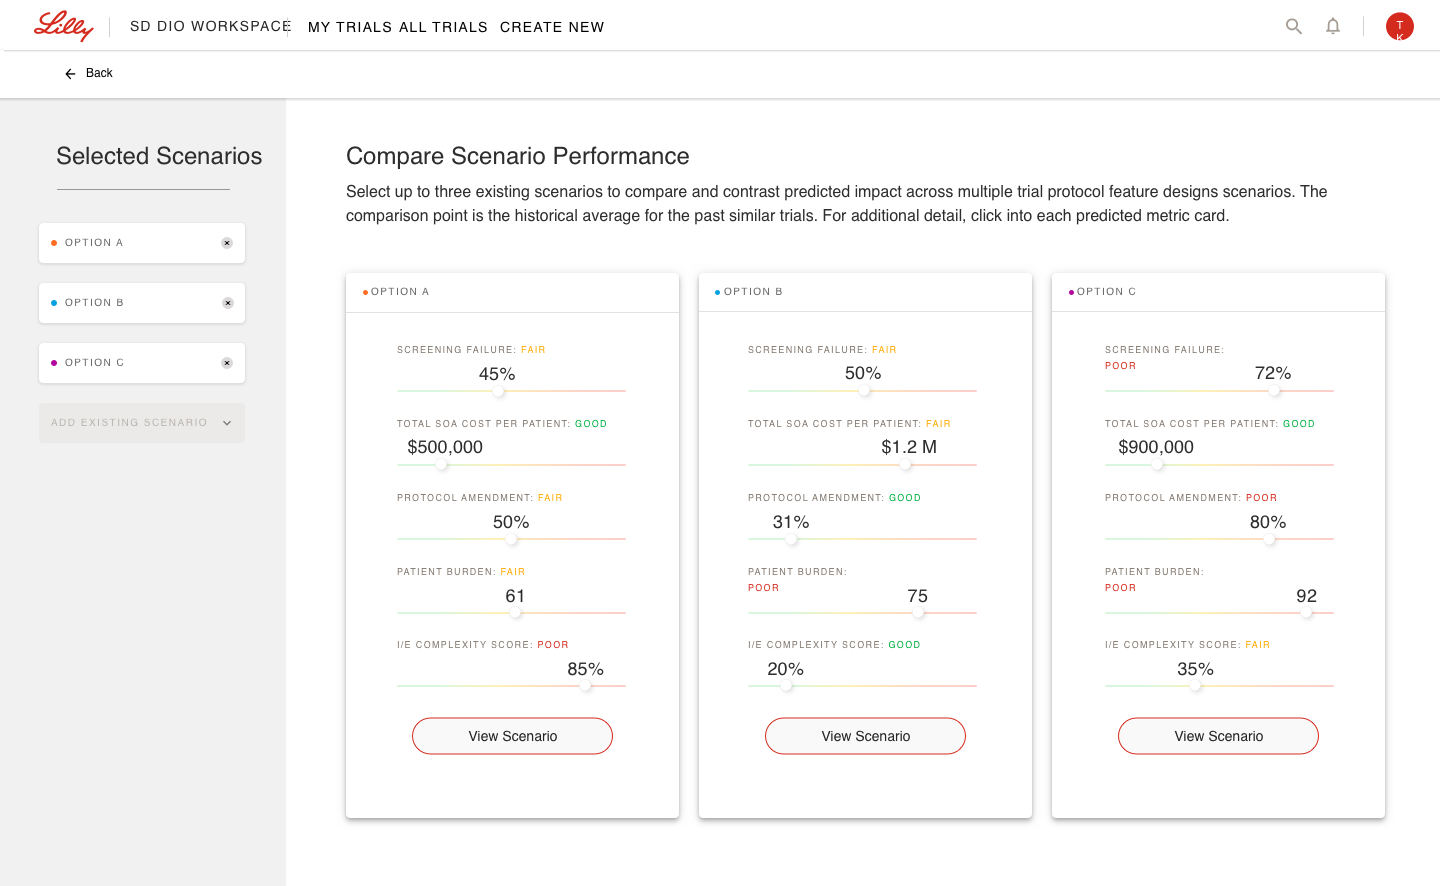 Lilly
SD DIO WORKSPACE
MY TRIALS ALL TRIALS CREATE NEW
T
K
Back
Selected Scenarios
OPTION A
OPTION B
OPTION C
ADD EXISTING SCENARIO
Compare Scenario Performance
Select up to three existing scenarios to compare and contrast predicted impact across multiple trial protocol feature designs scenarios. The
comparison point is the historical average for the past similar trials. For additional detail, click into each predicted metric card.
OPTION A
SCREENING FAILURE: FAIR
45%
TOTAL SOA COST PER PATIENT: GOOD
$500,000
PROTOCOL AMENDMENT: FAIR
50%
PATIENT BURDEN: FAIR
61
I/E COMPLEXITY SCORE: POOR
85%
View Scenario
OPTION B
SCREENING FAILURE: FAIR
50%
TOTAL SOA COST PER PATIENT: FAIR
$1.2 M
PROTOCOL AMENDMENT: GOOD
31%
PATIENT BURDEN:
POOR
75
I/E COMPLEXITY SCORE: GOOD
20%
View Scenario
OPTION C
SCREENING FAILURE:
POOR
72%
TOTAL SOA COST PER PATIENT: GOOD
$900,000
PROTOCOL AMENDMENT: POOR
80%
PATIENT BURDEN:
POOR
92
I/E COMPLEXITY SCORE: FAIR
35%
View Scenario